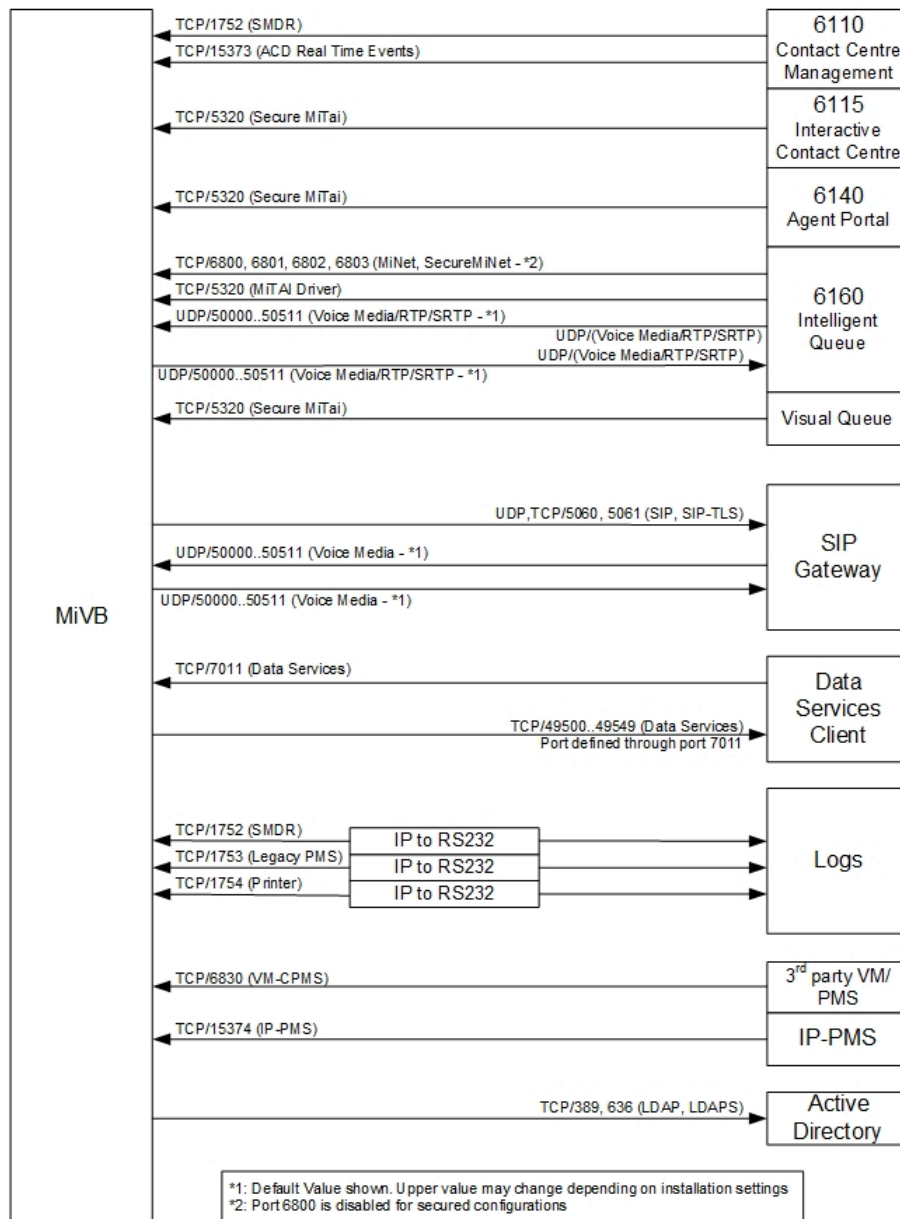 TCP/1752 (SMDR)
TCP/15373 (ACD Real Time Events)
6110
Contact Centre
Management
TCP/5320 (Secure MiTai)
6115
Interactive
Contact Centre
TCP/5320 (Secure MiTai)
6140
Agent Portal
TCP/6800, 6801, 6802, 6803 (MiNet, SecureMiNet - *2)
TCP/5320 (MiTAI Driver)
UDP/50000..50511 (Voice Media/RTP/SRTP - *1)
UDP/(Voice Media/RTP/SRTP)
UDP/(Voice Media/RTP/SRTP)
UDP/50000..50511 (Voice Media/RTP/SRTP - *1)
6160
Intelligent
Queue
TCP/5320 (Secure MiTai)
Visual Queue
UDP,TCP/5060, 5061 (SIP, SIP-TLS)
UDP/50000..50511 (Voice Media - *1)
UDP/50000..50511 (Voice Media - *1)
SIP
Gateway
MiVB
TCP/7011 (Data Services)
TCP/49500..49549 (Data Services)
Port defined through port 7011
Data
Services
Client
TCP/1752 (SMDR)
IP to RS232
TCP/1753 (Legacy PMS)
IP to RS232
TCP/1754 (Printer)
IP to RS232
Logs
TCP/6830 (VM-CPMS)
3rd party VM/
PMS
TCP/15374 (IP-PMS)
IP-PMS
TCP/389, 636 (LDAP, LDAPS)
Active
Directory
*1: Default Value shown. Upper value may change depending on installation settings
*2: Port 6800 is disabled for secured configurations